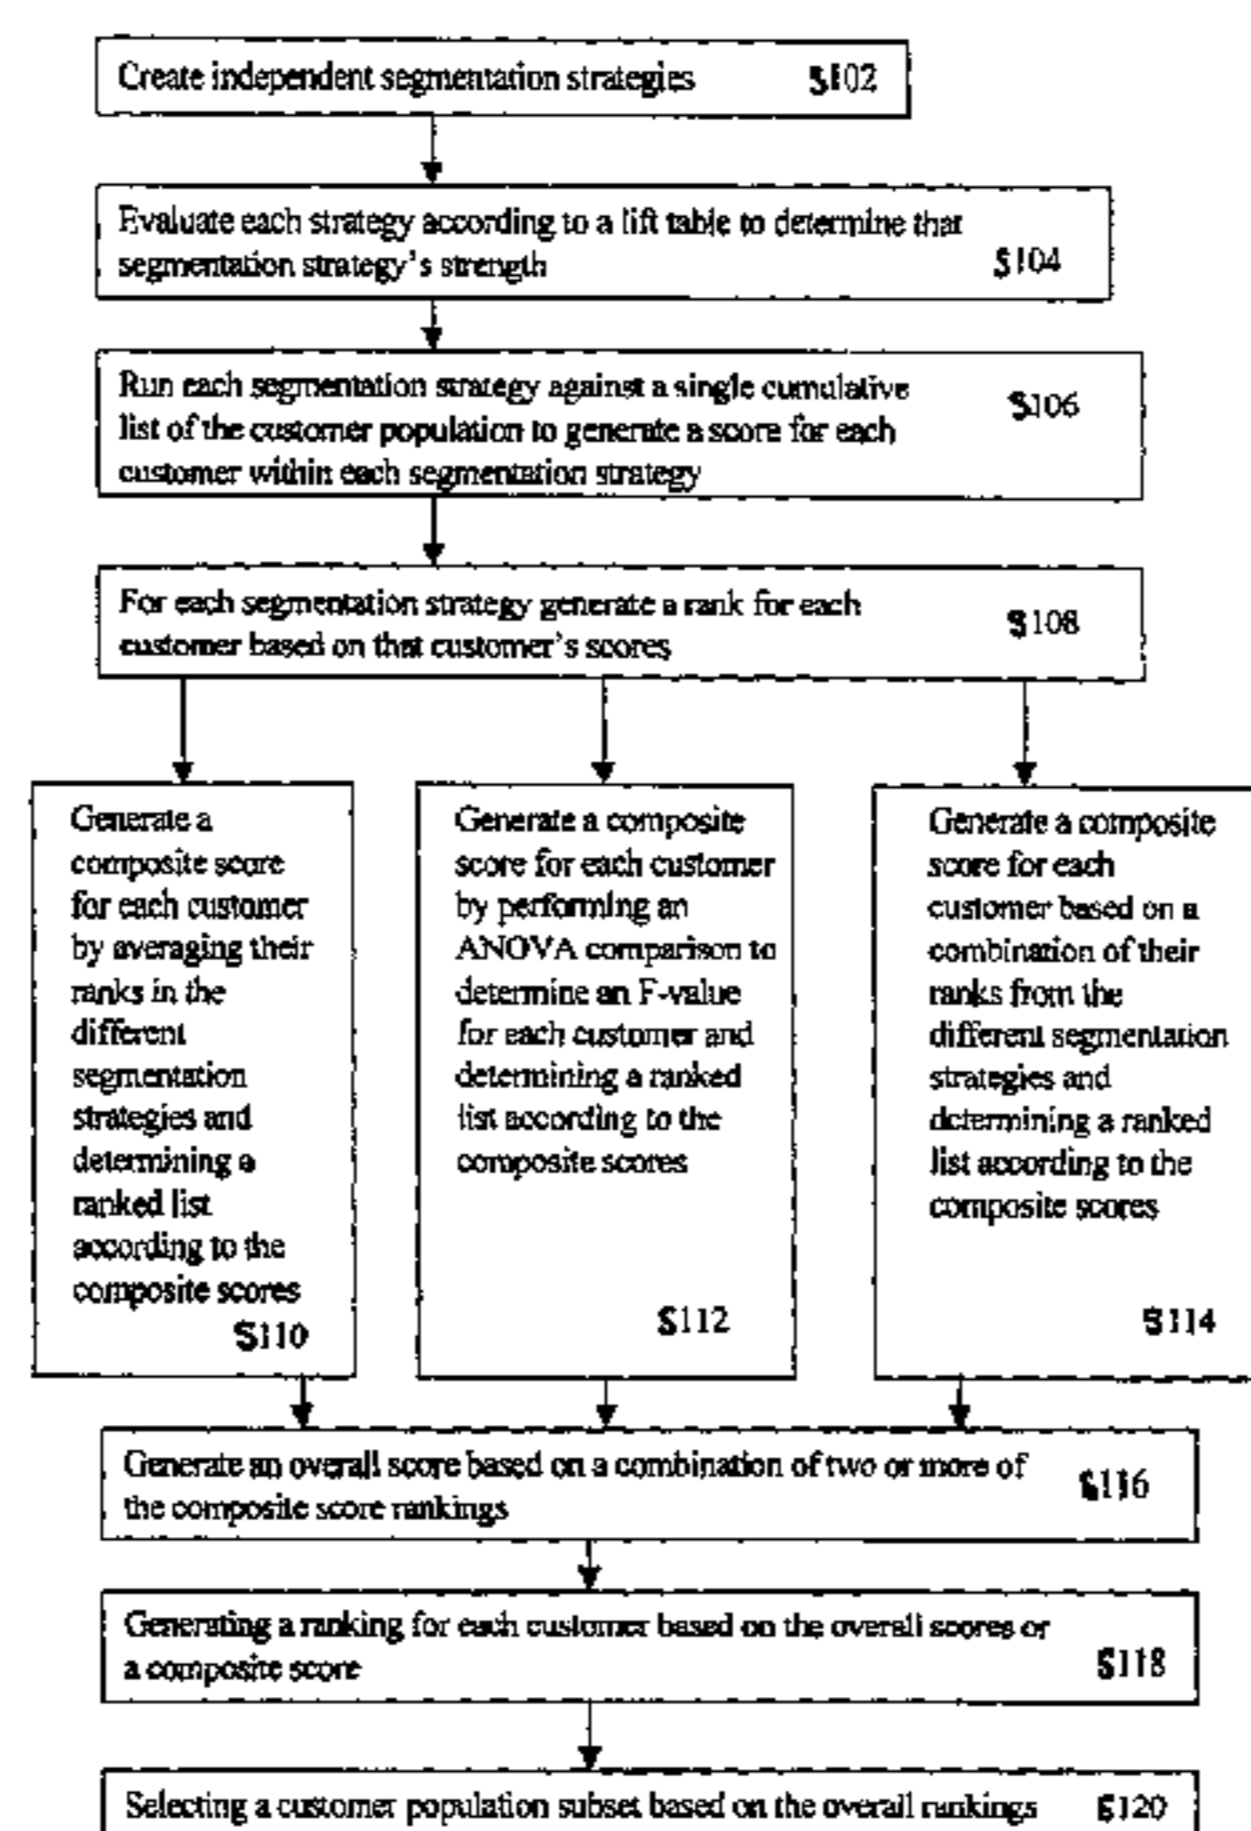 Create independent segmentation strategies S102
Evaluate each strategy according to a lift table to determine that
segmentation strategy's strength S104
Run each segmentation strategy against a single cumulative
list of the customer population to generate a score for each
customer within each segmentation strategy
S106
For each segmentation strategy generate a rank for each
customer based on that customer's scores
S108
Generate a
composite score
for each customer
by averaging their
ranks in the
different
segmentation
strategies and
determining a
ranked list
according to the
composite scores
S110
Generate a composite
score for each customer
by performing an
ANOVA comparison to
determine an F-value
for each customer and
determining a ranked
list according to the
composite scores
S112
Generate a composite
score for each
customer based on a
combination of their
ranks from the
different segmentation
strategies and
determining a ranked
list according to the
composite scores
S114
Generate an overall score based on a combination of two or more of
the composite score rankings
S116
Generating a ranking for each customer based on the overall scores or
a composite score S118
Selecting a customer population subset based on the overall rankings S120